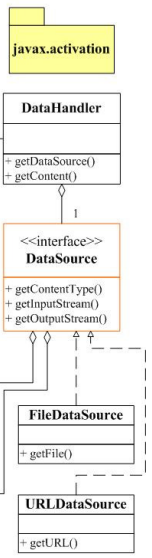 javax.activation
DataHandler
+ getDataSource()
+ getContent()
1
<<interface>>
DataSource
+ getContentType()
+ getInputStream()
+ getOutputStream()
FileDataSource
+ getFile()
URLDataSource
+ getURL()